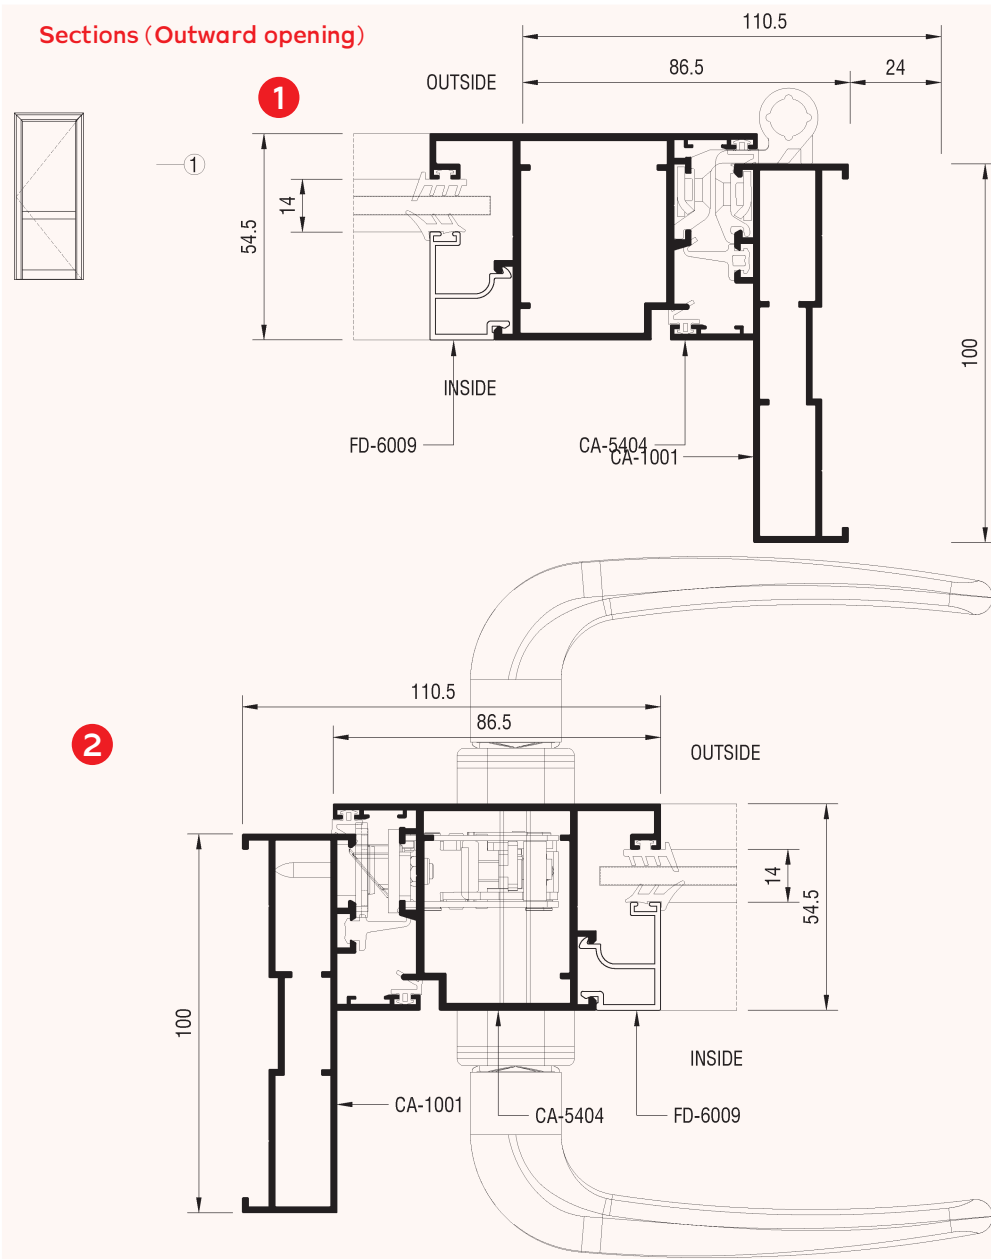 Sections (Outward opening)
110.5
86.5
24
OUTSIDE
1
1
14
54.5
100
INSIDE
FD-6009
CA-5404
CA-1001
110.5
86.5
2
OUTSIDE
14
54.5
100
INSIDE
CA-1001
CA-5404
FD-6009